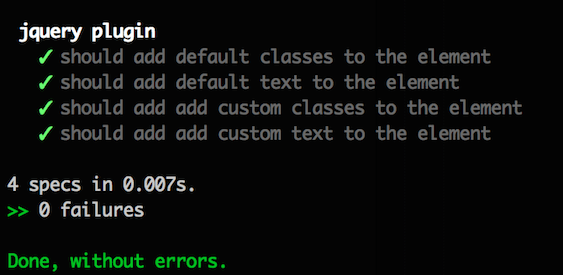 jquery plugin
✓ should add default classes to the element
✓ should add default text to the element
✓ should add add custom classes to the element
✓ should add add custom text to the element
4 specs in 0.007s.
>> 0 failures
Done, without errors.